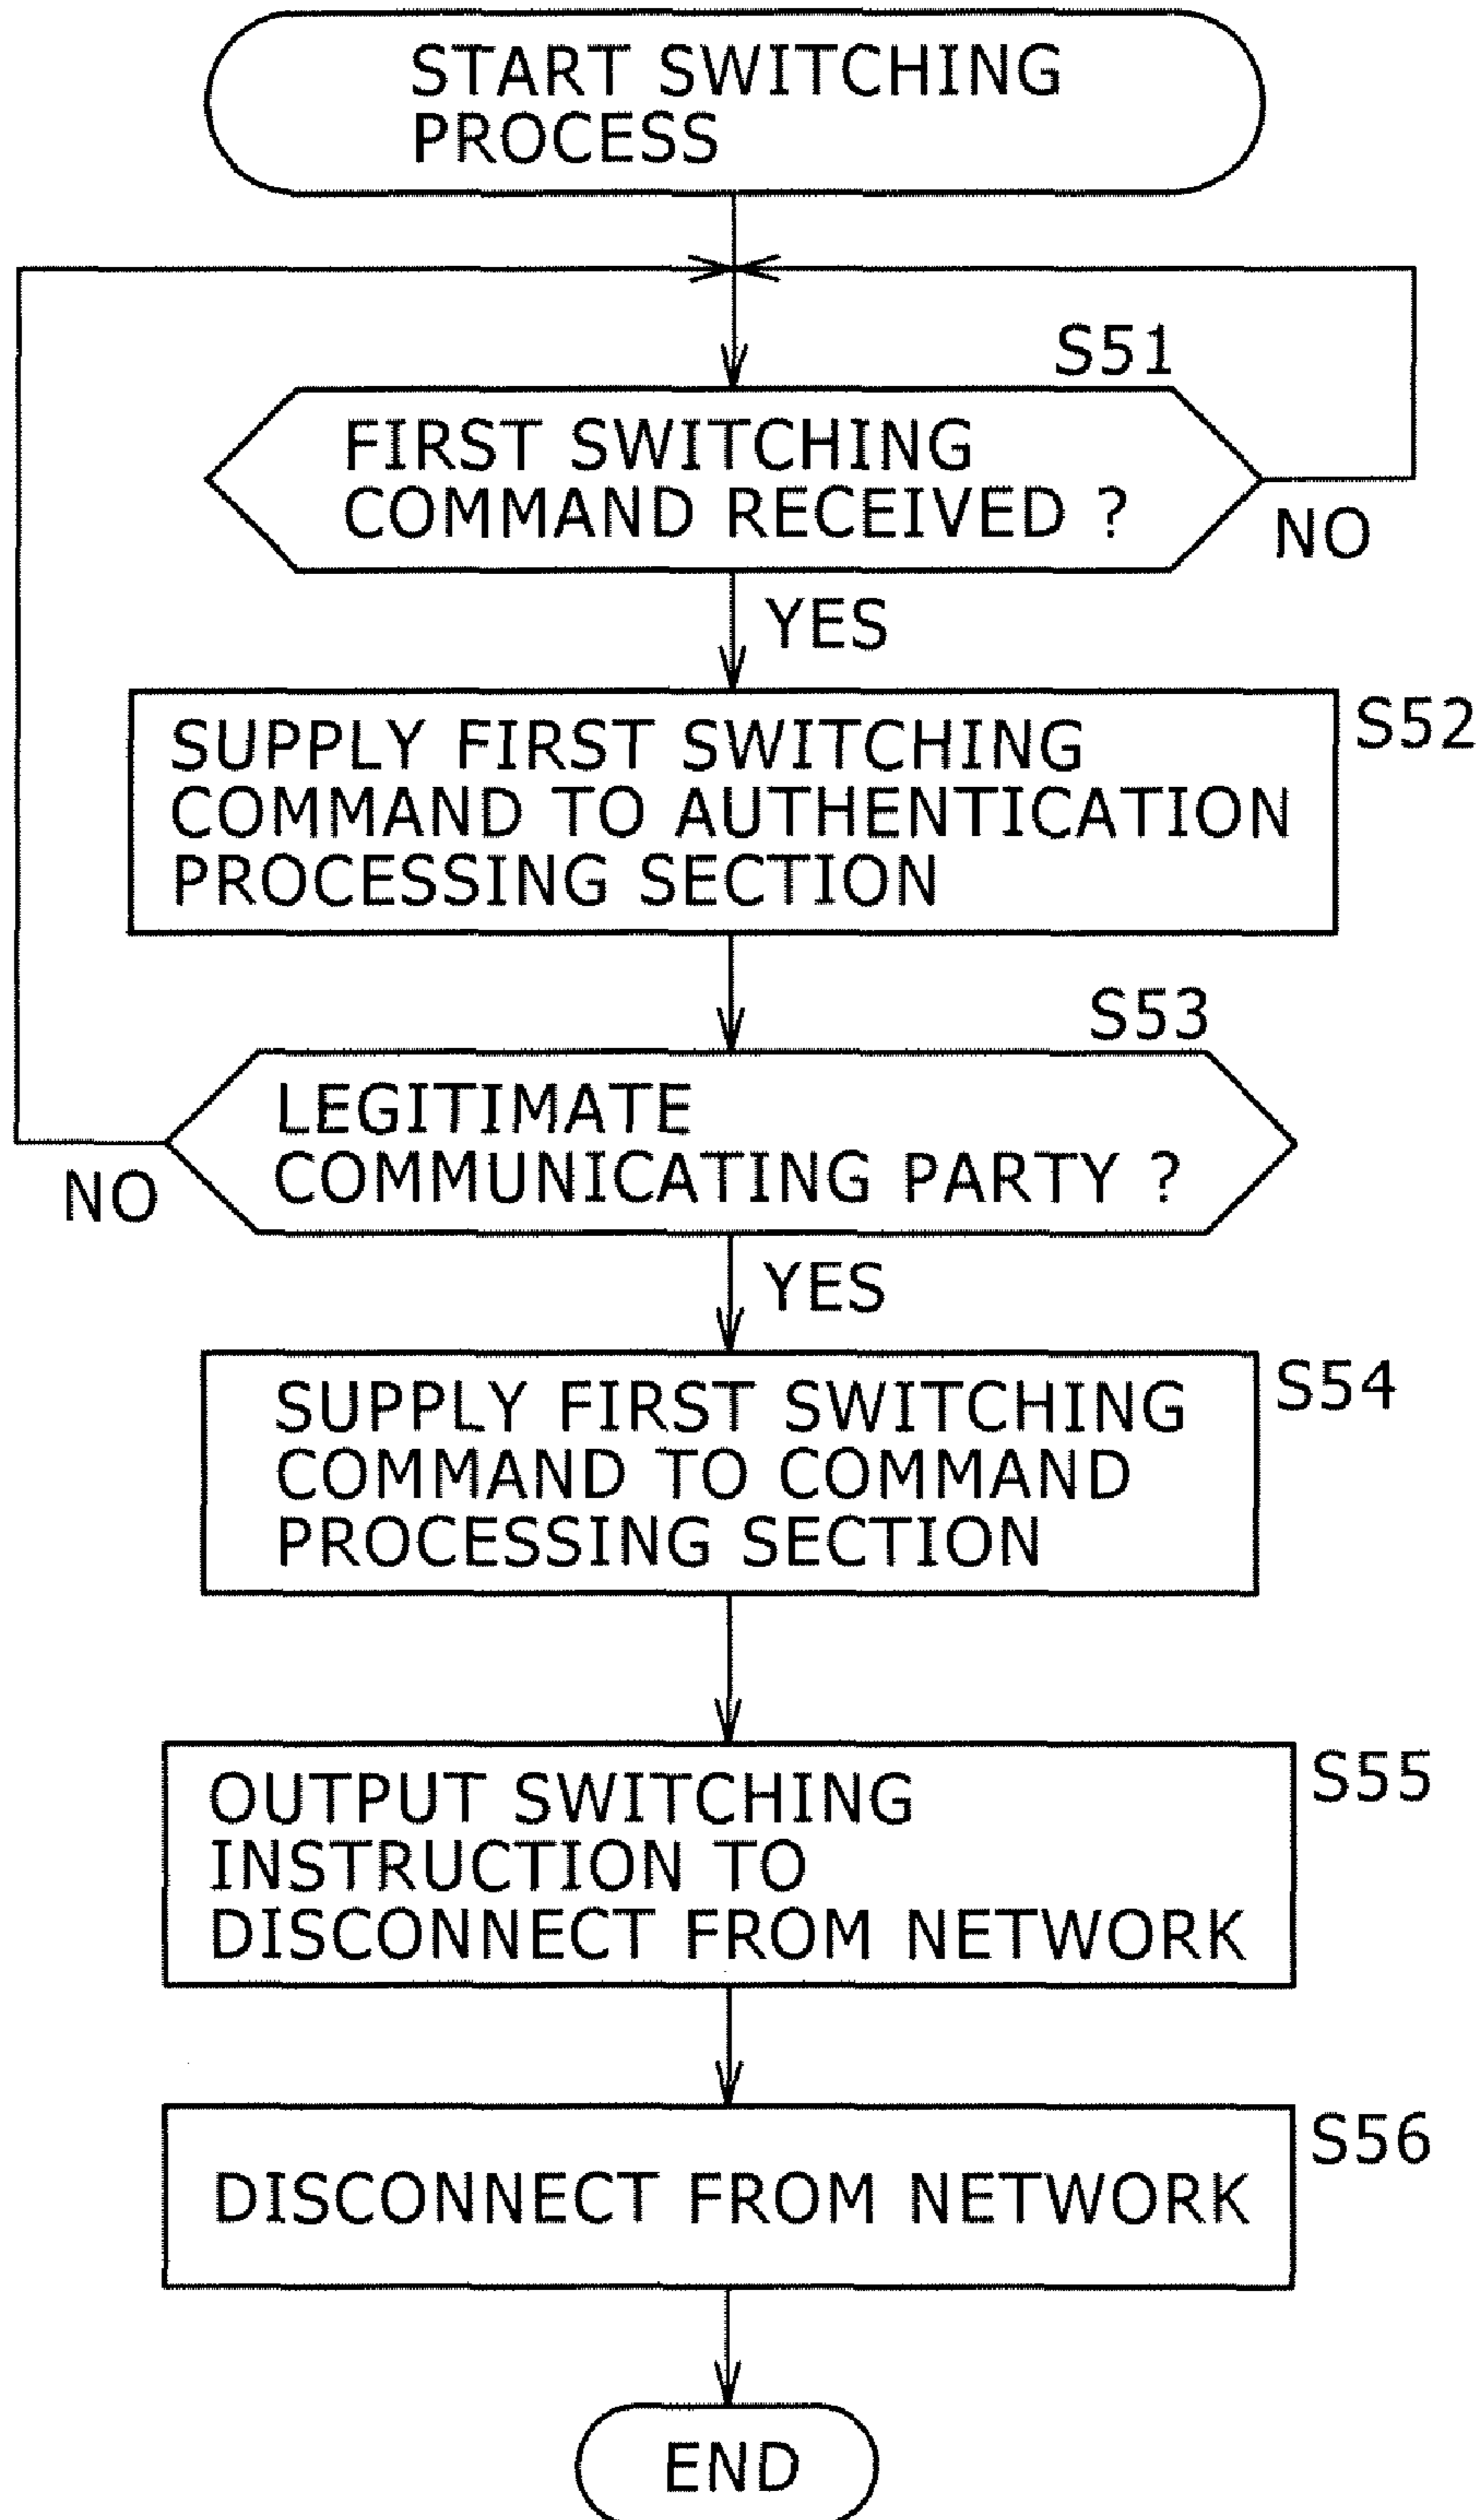 START SWITCHING
PROCESS
S51
FIRST SWITCHING
COMMAND RECEIVED ?
NO
YES
S52
SUPPLY FIRST SWITCHING
COMMAND TO AUTHENTICATION
PROCESSING SECTION
S53
LEGITIMATE
COMMUNICATING PARTY ?
NO
YES
S54
SUPPLY FIRST SWITCHING
COMMAND TO COMMAND
PROCESSING SECTION
S55
OUTPUT SWITCHING
INSTRUCTION TO
DISCONNECT FROM NETWORK
S56
DISCONNECT FROM NETWORK
END